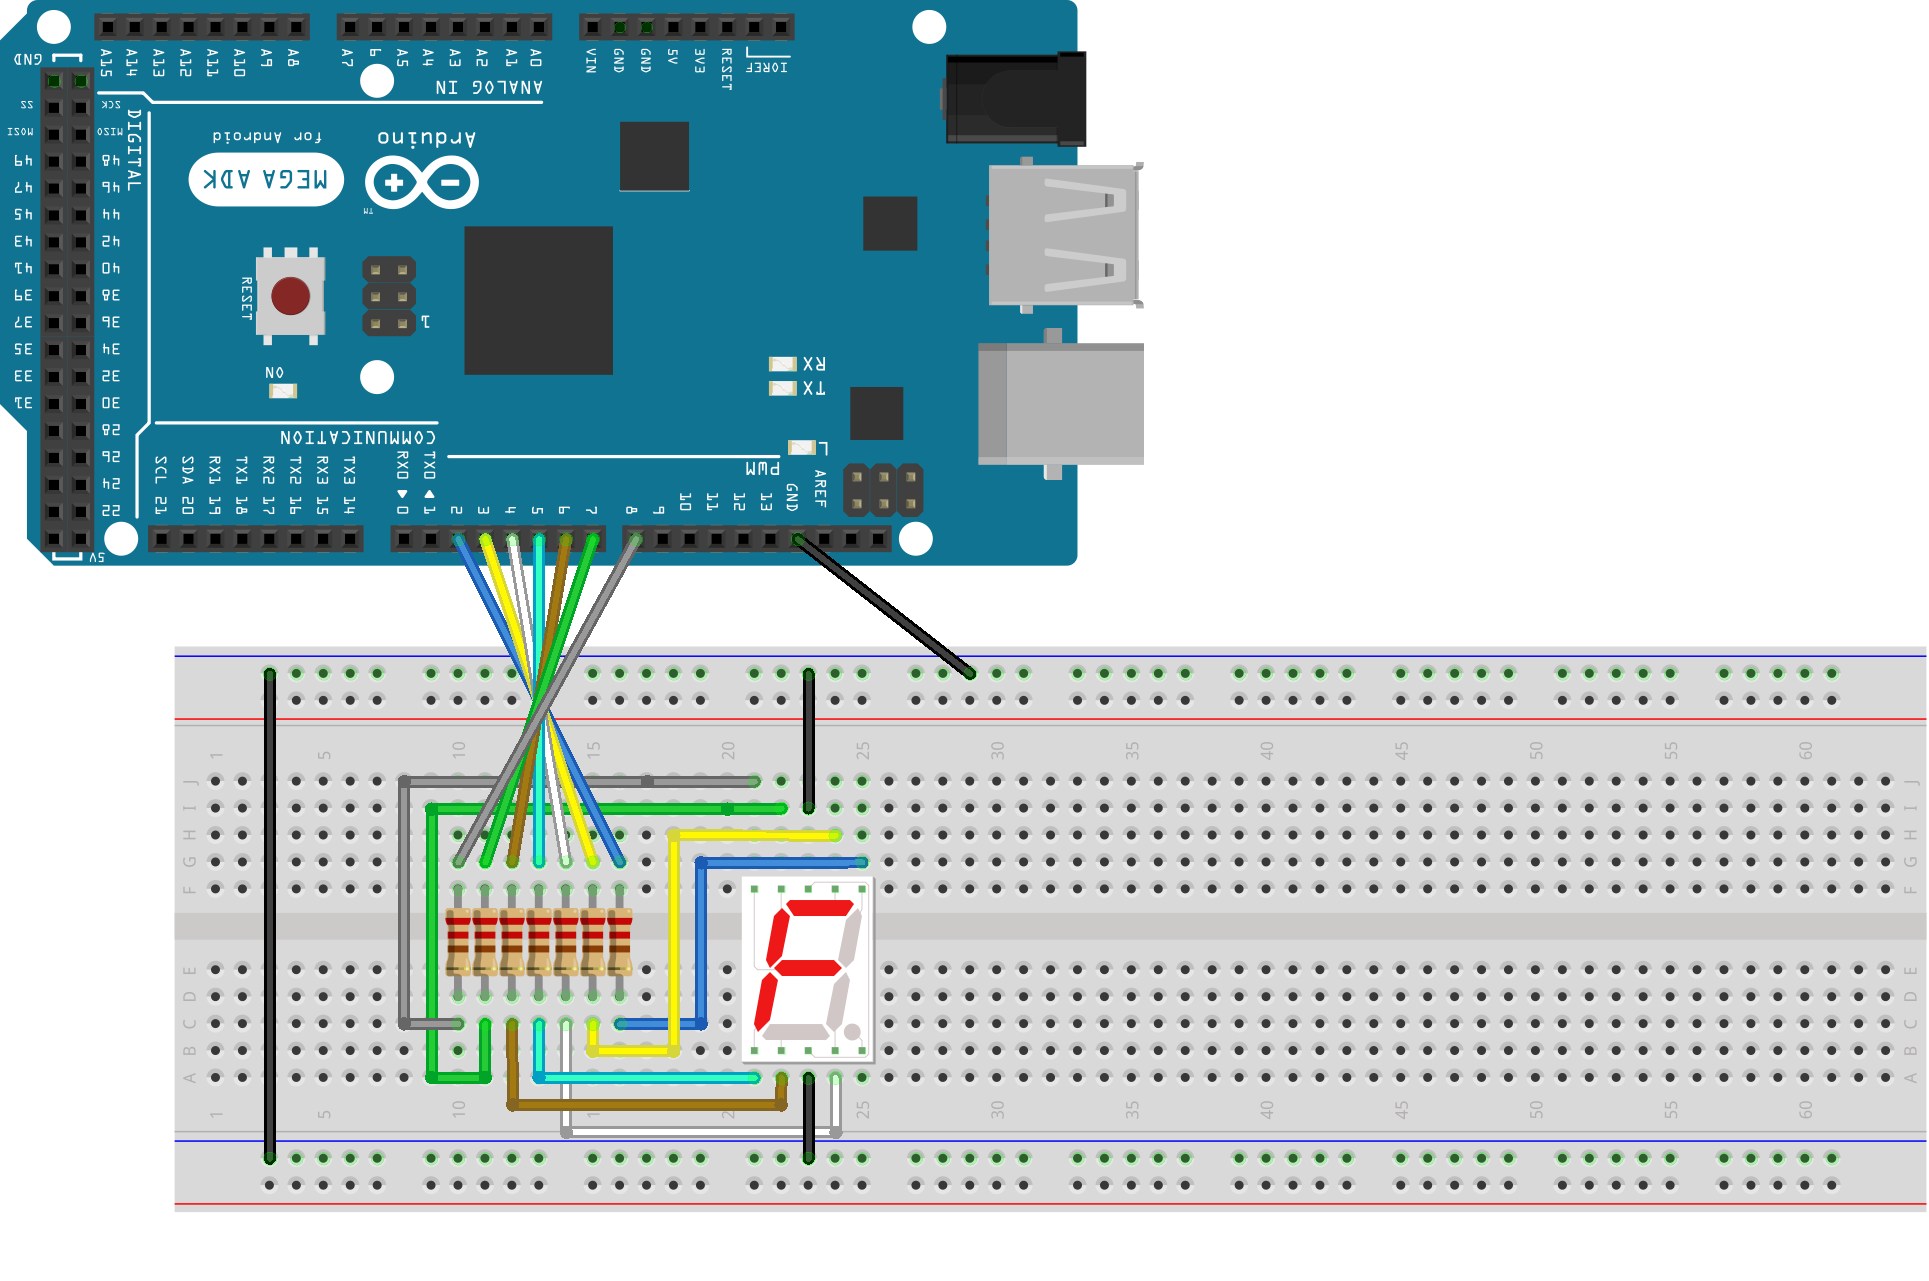 A15 A14 A13 A12 A11 A10 A9 A8
A7 A6 A5 A4 A3 A2 A1 A0
VIN GND GND 5V 3V3 RESET IOREF
ANALOG IN
GND
SS SCK
MOSI MISO
49 48
47 46
45 44
43 42
41 40
39 38
37 36
35 34
33 32
31 30
28
26
24
22
5V
DIGITAL
for Android
MEGA ADK
Arduino
TM
RESET
1
ON
RX
TX
L
COMMUNICATION
PWM
SCL 21
SDA 20
RX1 19
TX1 18
RX2 17
TX2 16
RX3 15
TX3 14
RX0 ◀ 0
TX0 ▶ 1
2 3 4 5 6 7
8 9 10 11 12 13 GND AREF
1 5 10 15 20 25 30 35 40 45 50 55 60
J J
I I
H H
G G
F F
E E
D D
C C
B B
A A
1 5 10 1 2 25 30 35 40 45 50 55 60